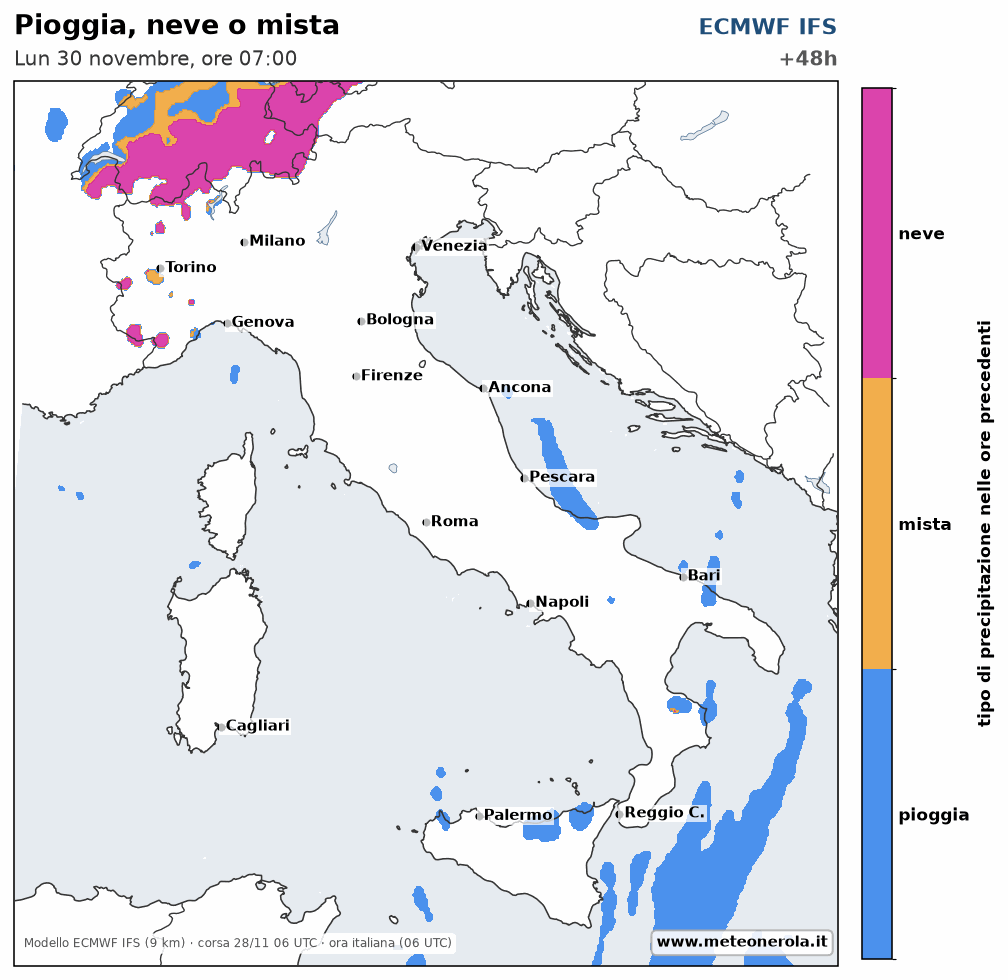 Pioggia, neve o mista
ECMWF IFS
Lun 30 novembre, ore 07:00
+48h
neve
Milano
Venezia
Torino
Genova
Bologna
Firenze
Ancona
Pescara
Roma
mista
Bari
Napoli
Cagliari
Palermo
Reggio C.
pioggia
tipo di precipitazione nelle ore precedenti
Modello ECMWF IFS (9 km) · corsa 28/11 06 UTC · ora italiana (06 UTC)
www.meteonerola.it